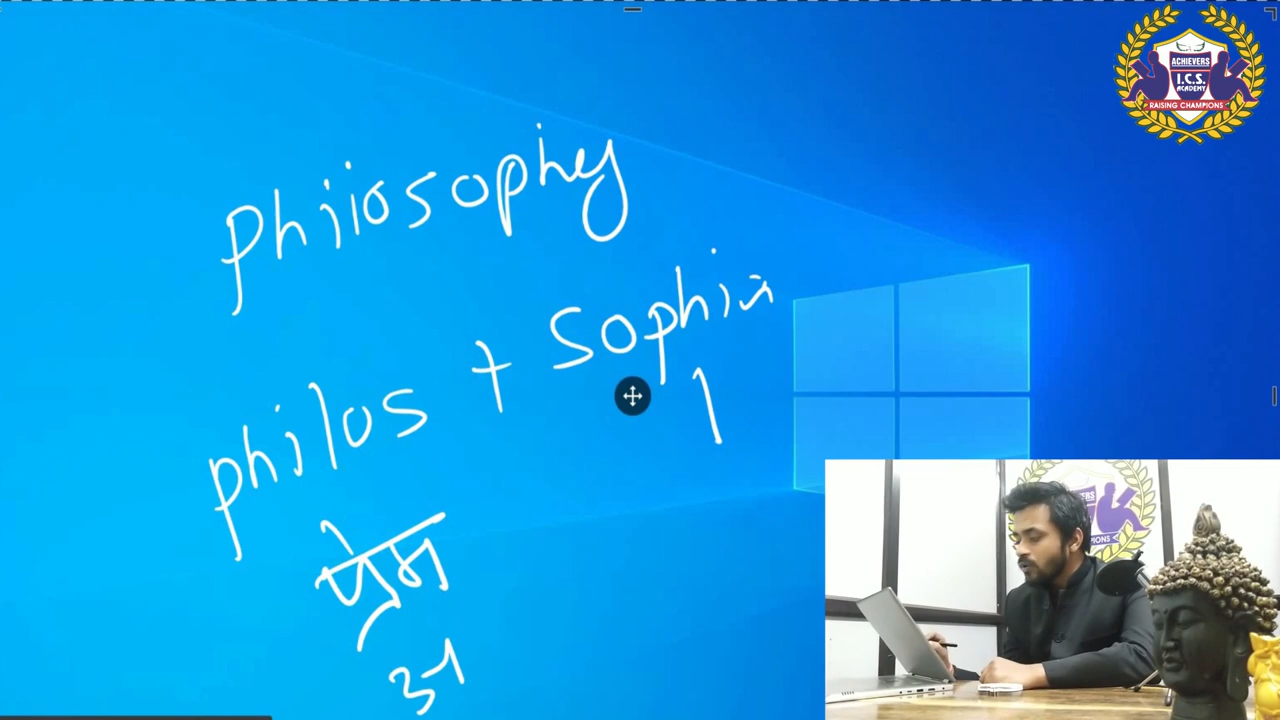 ACHIEVERS
I.C.S.
ACADEMY
RAISING CHAMPIONS
Philosophy
philos + Sophia
प्रेम
अ